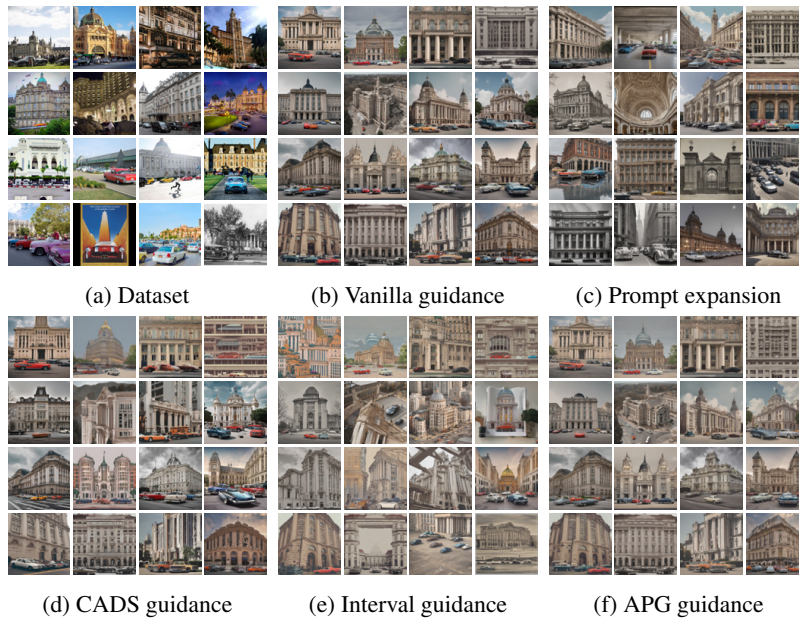 (a) Dataset
(b) Vanilla guidance
(c) Prompt expansion
(d) CADS guidance
(e) Interval guidance
(f) APG guidance